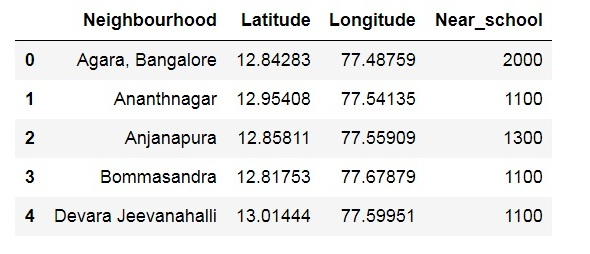 Neighbourhood Latitude Longitude Near_school
0 Agara, Bangalore 12.84283 77.48759 2000
1 Ananthnagar 12.95408 77.54135 1100
2 Anjanapura 12.85811 77.55909 1300
3 Bommasandra 12.81753 77.67879 1100
4 Devara Jeevanahalli 13.01444 77.59951 1100